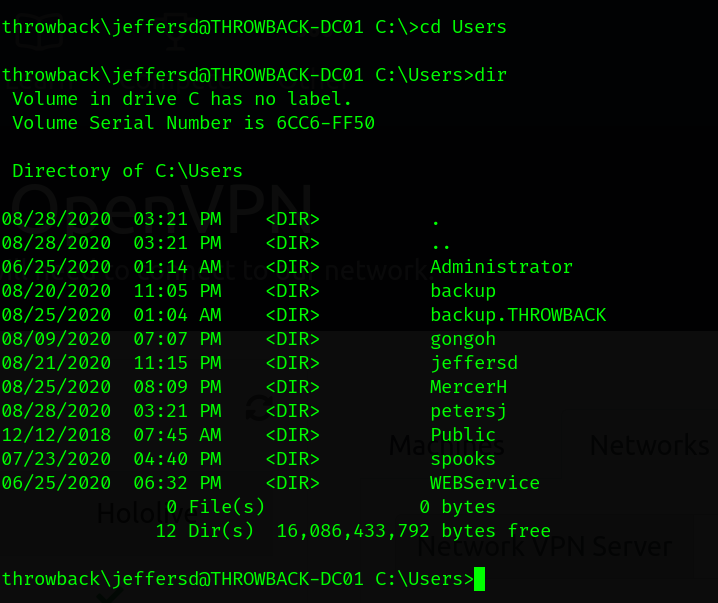 throwback\jeffersd@THROWBACK-DC01 C:\>cd Users
throwback\jeffersd@THROWBACK-DC01 C:\Users>dir
 Volume in drive C has no label.
 Volume Serial Number is 6CC6-FF50
 Directory of C:\Users
OpenVPN
08/28/2020  03:21 PM    <DIR>          .
08/28/2020  03:21 PM    <DIR>          ..
06/25/2020  01:14 AM    <DIR>          Administrator
network
08/20/2020  11:05 PM    <DIR>          backup
08/25/2020  01:04 AM    <DIR>          backup.THROWBACK
08/09/2020  07:07 PM    <DIR>          gongoh
08/21/2020  11:15 PM    <DIR>          jeffersd
08/25/2020  08:09 PM    <DIR>          MercerH
08/28/2020  03:21 PM    <DIR>          petersj
12/12/2018  07:45 AM    <DIR>          Public
Machines Networks
07/23/2020  04:40 PM    <DIR>          spooks
06/25/2020  06:32 PM    <DIR>          WEBService
               0 File(s)              0 bytes
              12 Dir(s)  16,086,433,792 bytes free
Network VPN Server
throwback\jeffersd@THROWBACK-DC01 C:\Users>